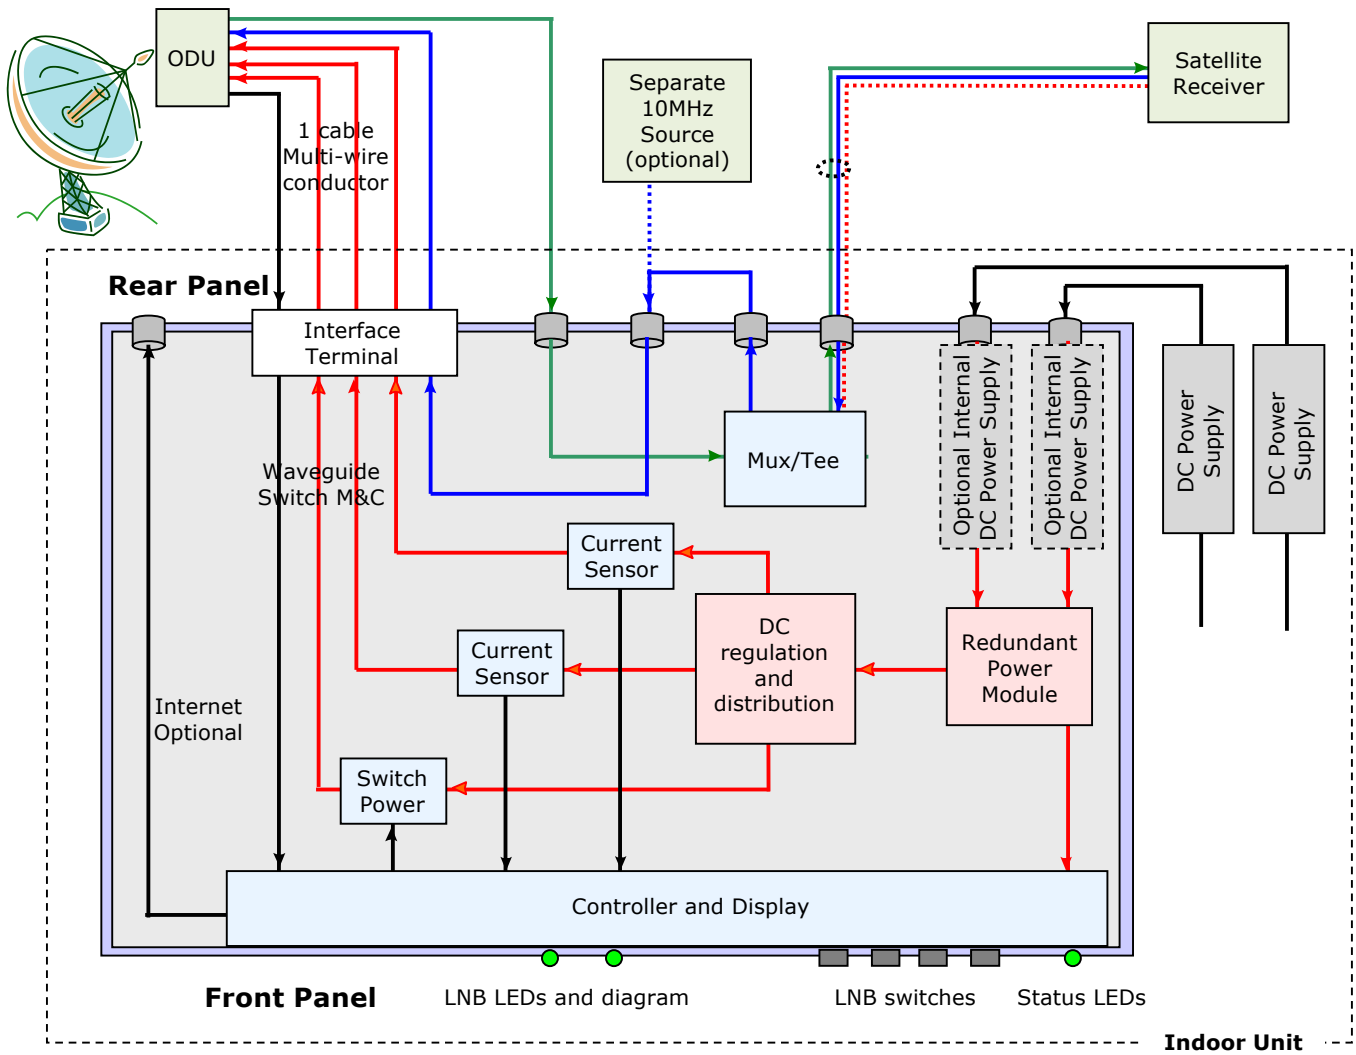 ODU
Satellite
Receiver
Separate
10MHz
Source
(optional)
1 cable
Multi-wire
conductor
Rear Panel
Interface
Terminal
Optional Internal
DC Power Supply
Optional Internal
DC Power Supply
DC Power
Supply
DC Power
Supply
Mux/Tee
Waveguide
Switch M&C
Current
Sensor
Current
Sensor
DC
regulation
and
distribution
Redundant
Power
Module
Internet
Optional
Switch
Power
Controller and Display
Front Panel
LNB LEDs and diagram
LNB switches
Status LEDs
Indoor Unit